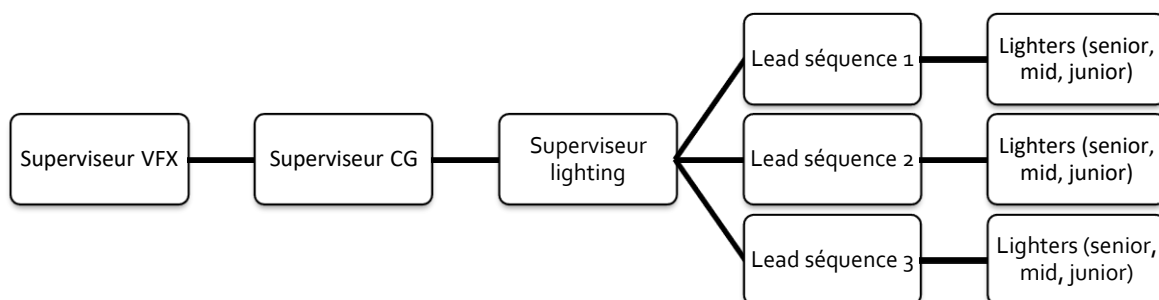 Superviseur VFX
Superviseur CG
Superviseur
lighting
Lead séquence 1
Lighters (senior,
mid, junior)
Lead séquence 2
Lighters (senior,
mid, junior)
Lead séquence 3
Lighters (senior,
mid, junior)